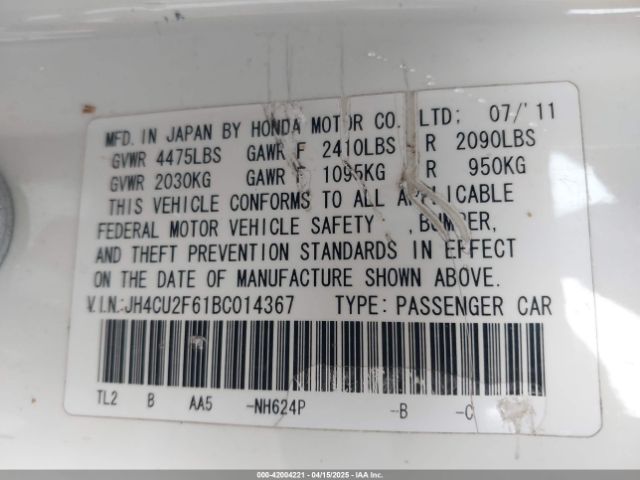 MFD. IN JAPAN BY HONDA MOTOR CO. LTD; 07/'11
GVWR 4475LBS GAWR F 2410LBS R 2090LBS
GVWR 2030KG GAWR F 1095KG R 950KG
THIS VEHICLE CONFORMS TO ALL APPLICABLE
FEDERAL MOTOR VEHICLE SAFETY , BUMPER,
AND THEFT PREVENTION STANDARDS IN EFFECT
ON THE DATE OF MANUFACTURE SHOWN ABOVE.
V.I.N.:JH4CU2F61BC014367 TYPE: PASSENGER CAR
TL2 B AA5 -NH624P --B -C
000-42004221 - 04/15/2025 - IAAI.COM